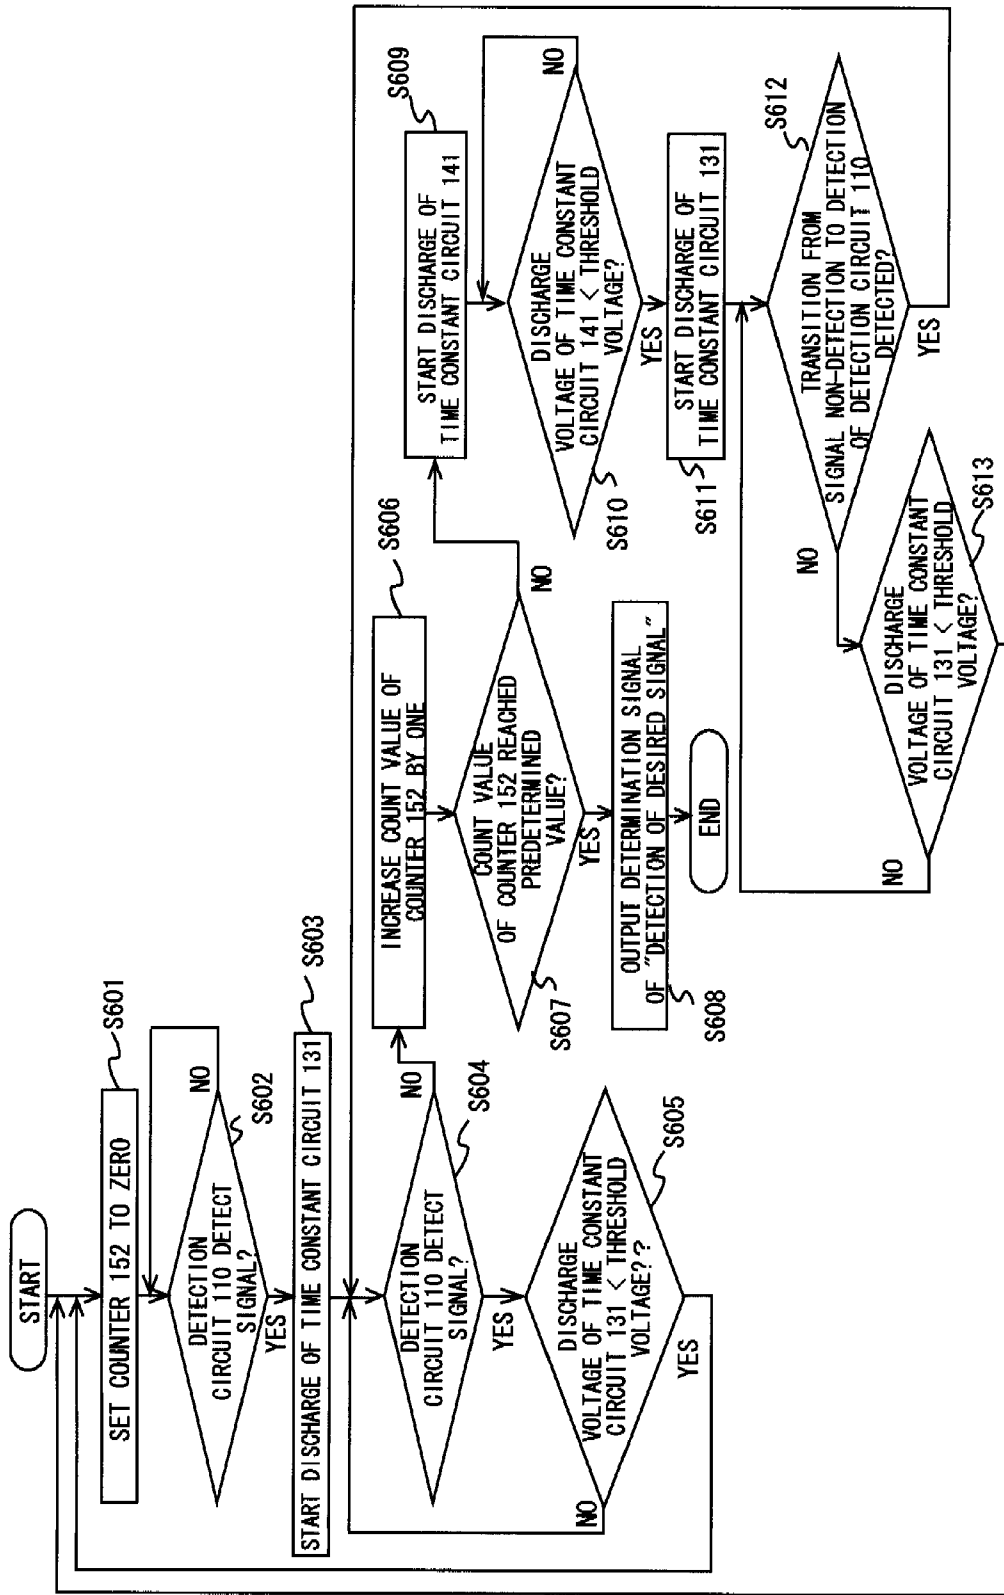 START
S601
SET COUNTER 152 TO ZERO
S602
DETECTION
CIRCUIT 110 DETECT
SIGNAL?
NO
YES
S603
START DISCHARGE OF TIME CONSTANT CIRCUIT 131
S604
DETECTION
CIRCUIT 110 DETECT
SIGNAL?
NO
YES
S605
DISCHARGE
VOLTAGE OF TIME CONSTANT
CIRCUIT 131 < THRESHOLD
VOLTAGE??
NO
YES
S606
INCREASE COUNT VALUE OF
COUNTER 152 BY ONE
S607
COUNT VALUE
OF COUNTER 152 REACHED
PREDETERMINED
VALUE?
NO
YES
S608
OUTPUT DETERMINATION SIGNAL
OF "DETECTION OF DESIRED SIGNAL"
END
S609
START DISCHARGE OF
TIME CONSTANT CIRCUIT 141
S610
DISCHARGE
VOLTAGE OF TIME CONSTANT
CIRCUIT 141 < THRESHOLD
VOLTAGE?
NO
YES
S611
START DISCHARGE OF
TIME CONSTANT CIRCUIT 131
S612
TRANSITION FROM
SIGNAL NON-DETECTION TO DETECTION
OF DETECTION CIRCUIT 110
DETECTED?
NO
YES
S613
DISCHARGE
VOLTAGE OF TIME CONSTANT
CIRCUIT 131 < THRESHOLD
VOLTAGE?
NO